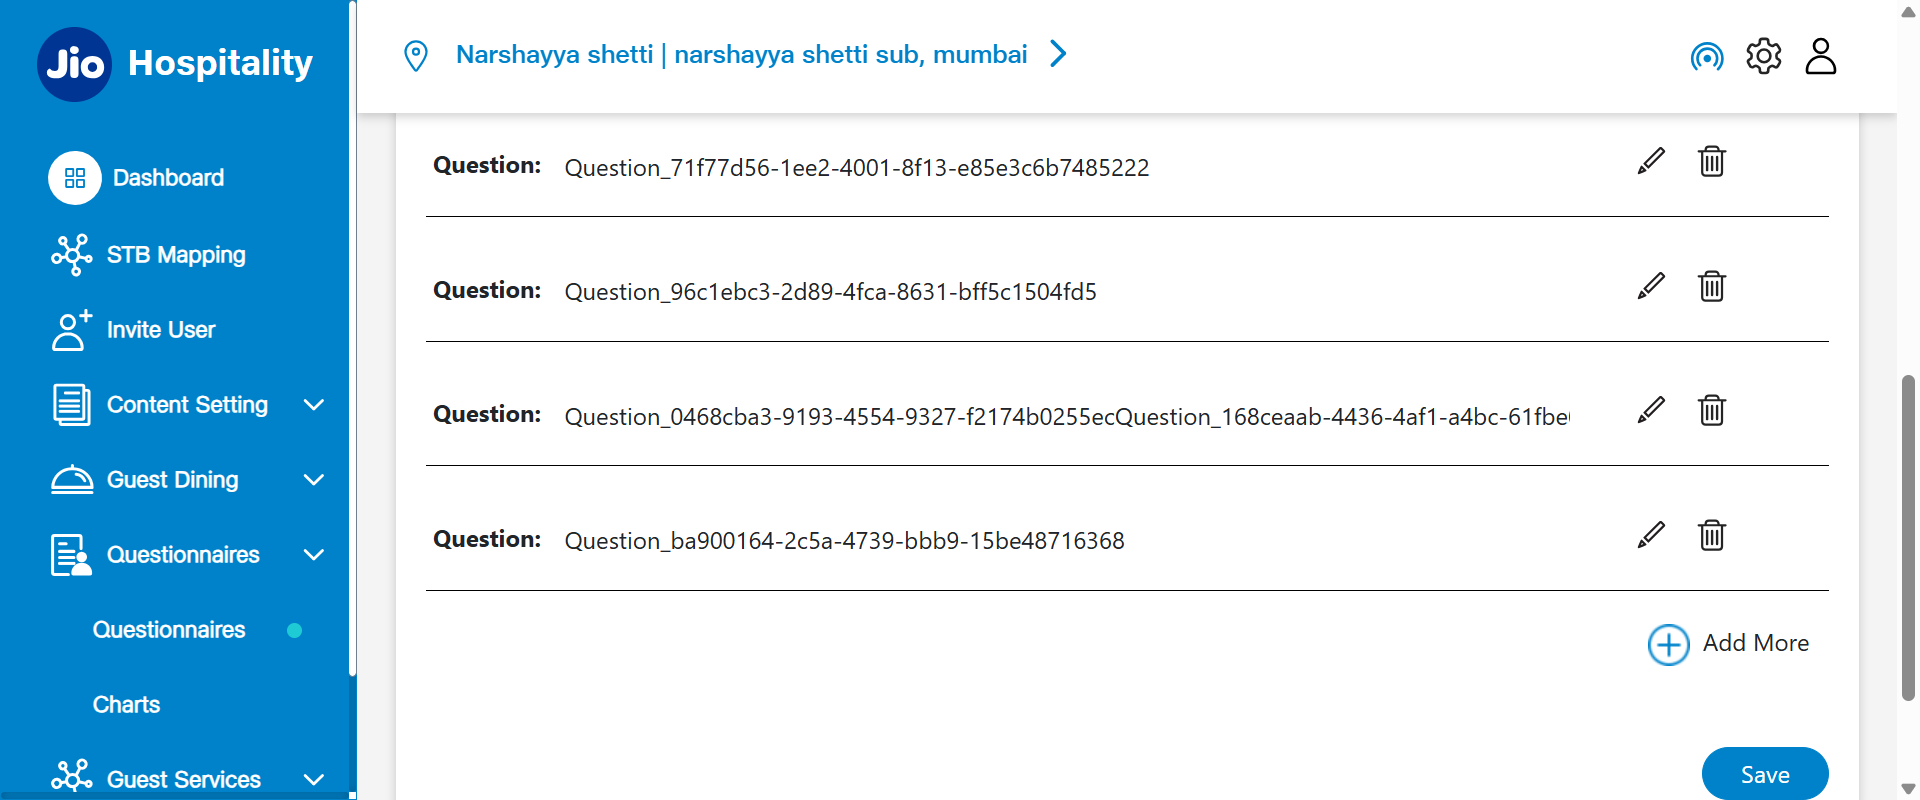 Jio Hospitality
Narshayya shetti | narshayya shetti sub, mumbai
Dashboard
STB Mapping
Invite User
Content Setting
Guest Dining
Questionnaires
Questionnaires
Charts
Guest Services
Question: Question_71f77d56-1ee2-4001-8f13-e85e3c6b7485222
Question: Question_96c1ebc3-2d89-4fca-8631-bff5c1504fd5
Question: Question_0468cba3-9193-4554-9327-f2174b0255ecQuestion_168ceaab-4436-4af1-a4bc-61fbe
Question: Question_ba900164-2c5a-4739-bbb9-15be48716368
Add More
Save